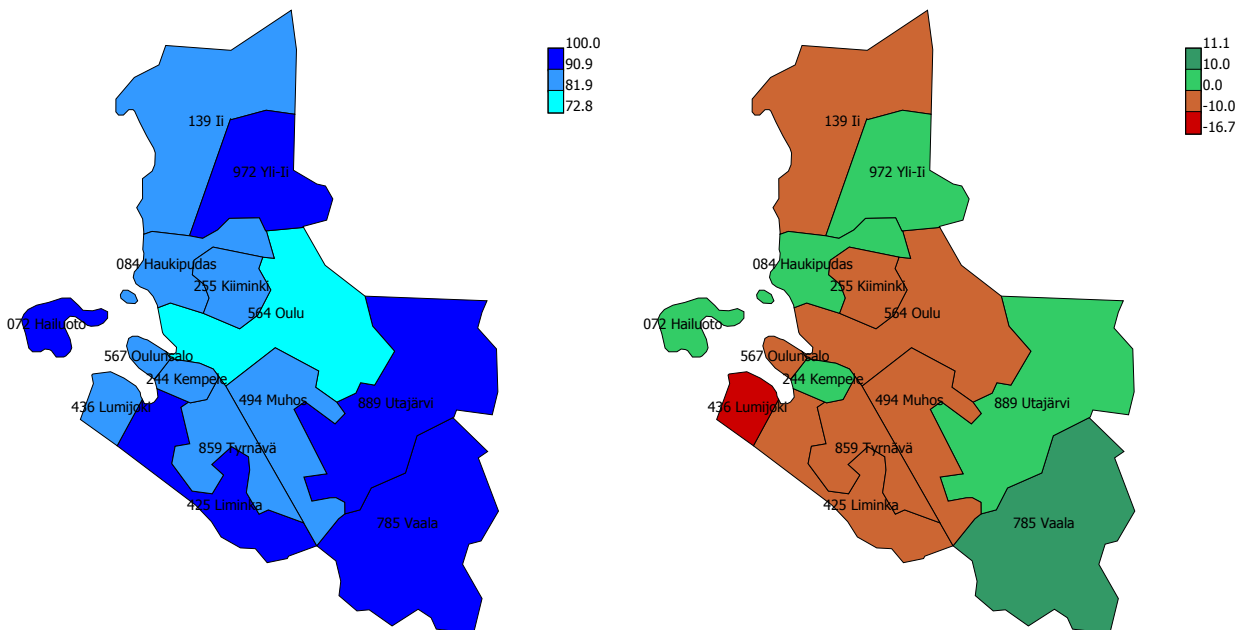 100.0
90.9
81.9
72.8
139 Ii
972 Yli-Ii
084 Haukipudas
255 Kiiminki
564 Oulu
072 Hailuoto
567 Oulunsalo
244 Kempele
436 Lumijoki
494 Muhos
889 Utajärvi
859 Tyrnävä
425 Liminka
785 Vaala
11.1
10.0
0.0
-10.0
-16.7
139 Ii
972 Yli-Ii
084 Haukipudas
255 Kiiminki
564 Oulu
072 Hailuoto
567 Oulunsalo
244 Kempele
436 Lumijoki
494 Muhos
889 Utajärvi
859 Tyrnävä
425 Liminka
785 Vaala